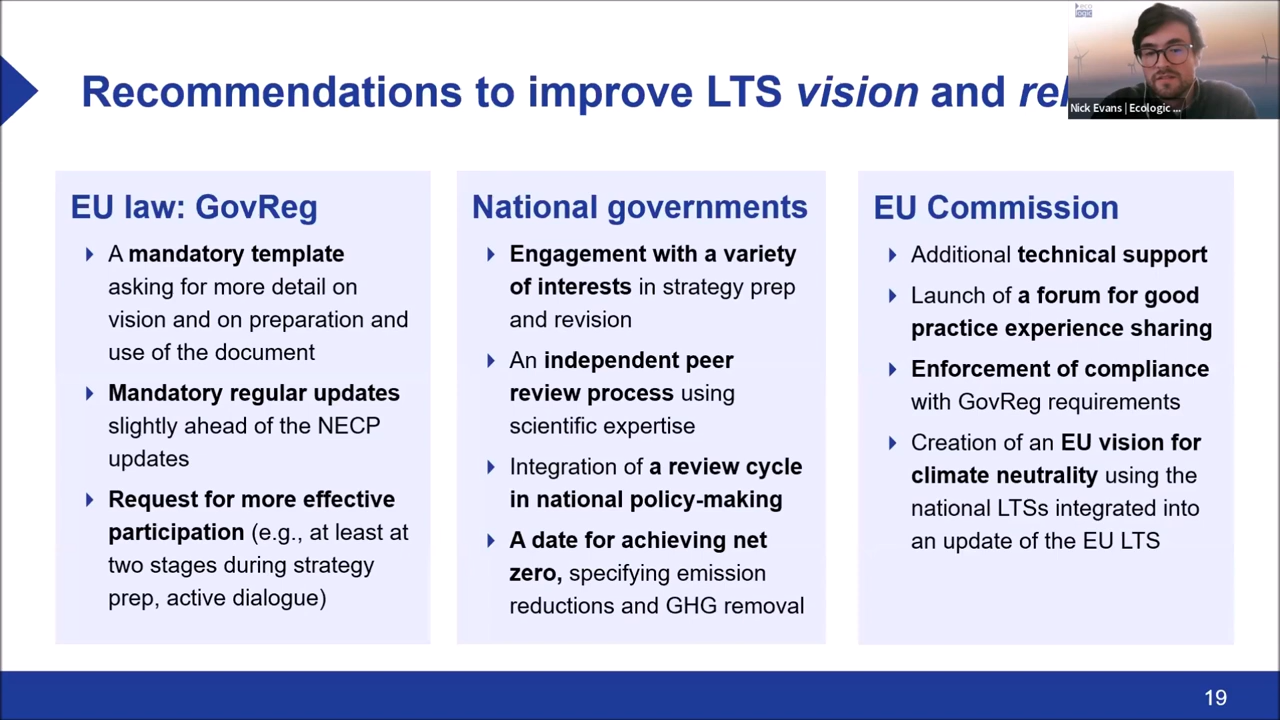 Recommendations to improve LTS vision and
Nick Evans | Ecologic ...
EU law: GovReg
A mandatory template
asking for more detail on
vision and on preparation and
use of the document
Mandatory regular updates
slightly ahead of the NECP
updates
Request for more effective
participation (e.g., at least at
two stages during strategy
prep, active dialogue)
National governments
Engagement with a variety
of interests in strategy prep
and revision
An independent peer
review process using
scientific expertise
Integration of a review cycle
in national policy-making
A date for achieving net
zero, specifying emission
reductions and GHG removal
EU Commission
Additional technical support
Launch of a forum for good
practice experience sharing
Enforcement of compliance
with GovReg requirements
Creation of an EU vision for
climate neutrality using the
national LTSs integrated into
an update of the EU LTS
19